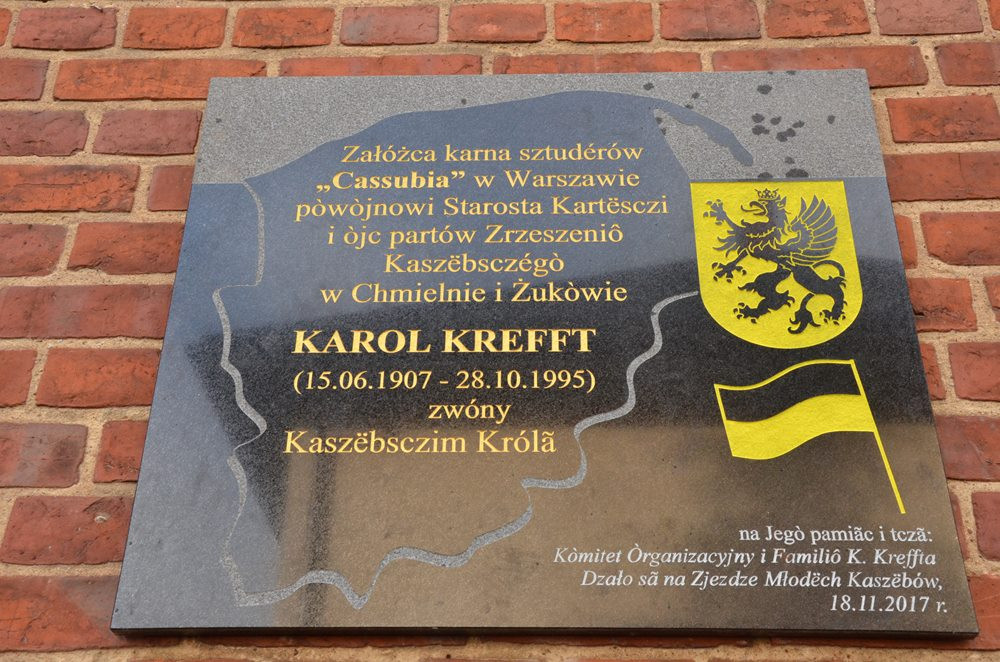 Załóżca karna sztudérów
„Cassubia” w Warszawie
pòwòjnowi Starosta Kartësczi
i òjc partów Zrzeszeniô
Kaszëbsczégò
w Chmielnie i Żukòwie
KAROL KREFFT
(15.06.1907 - 28.10.1995)
zwóny
Kaszëbsczim Królã
na Jegò pamiãc i tczã:
Kòmitet Òrganizacyjny i Familiô K. Kreffta
Dzało sã na Zjezdze Młodëch Kaszëbów,
18.11.2017 r.